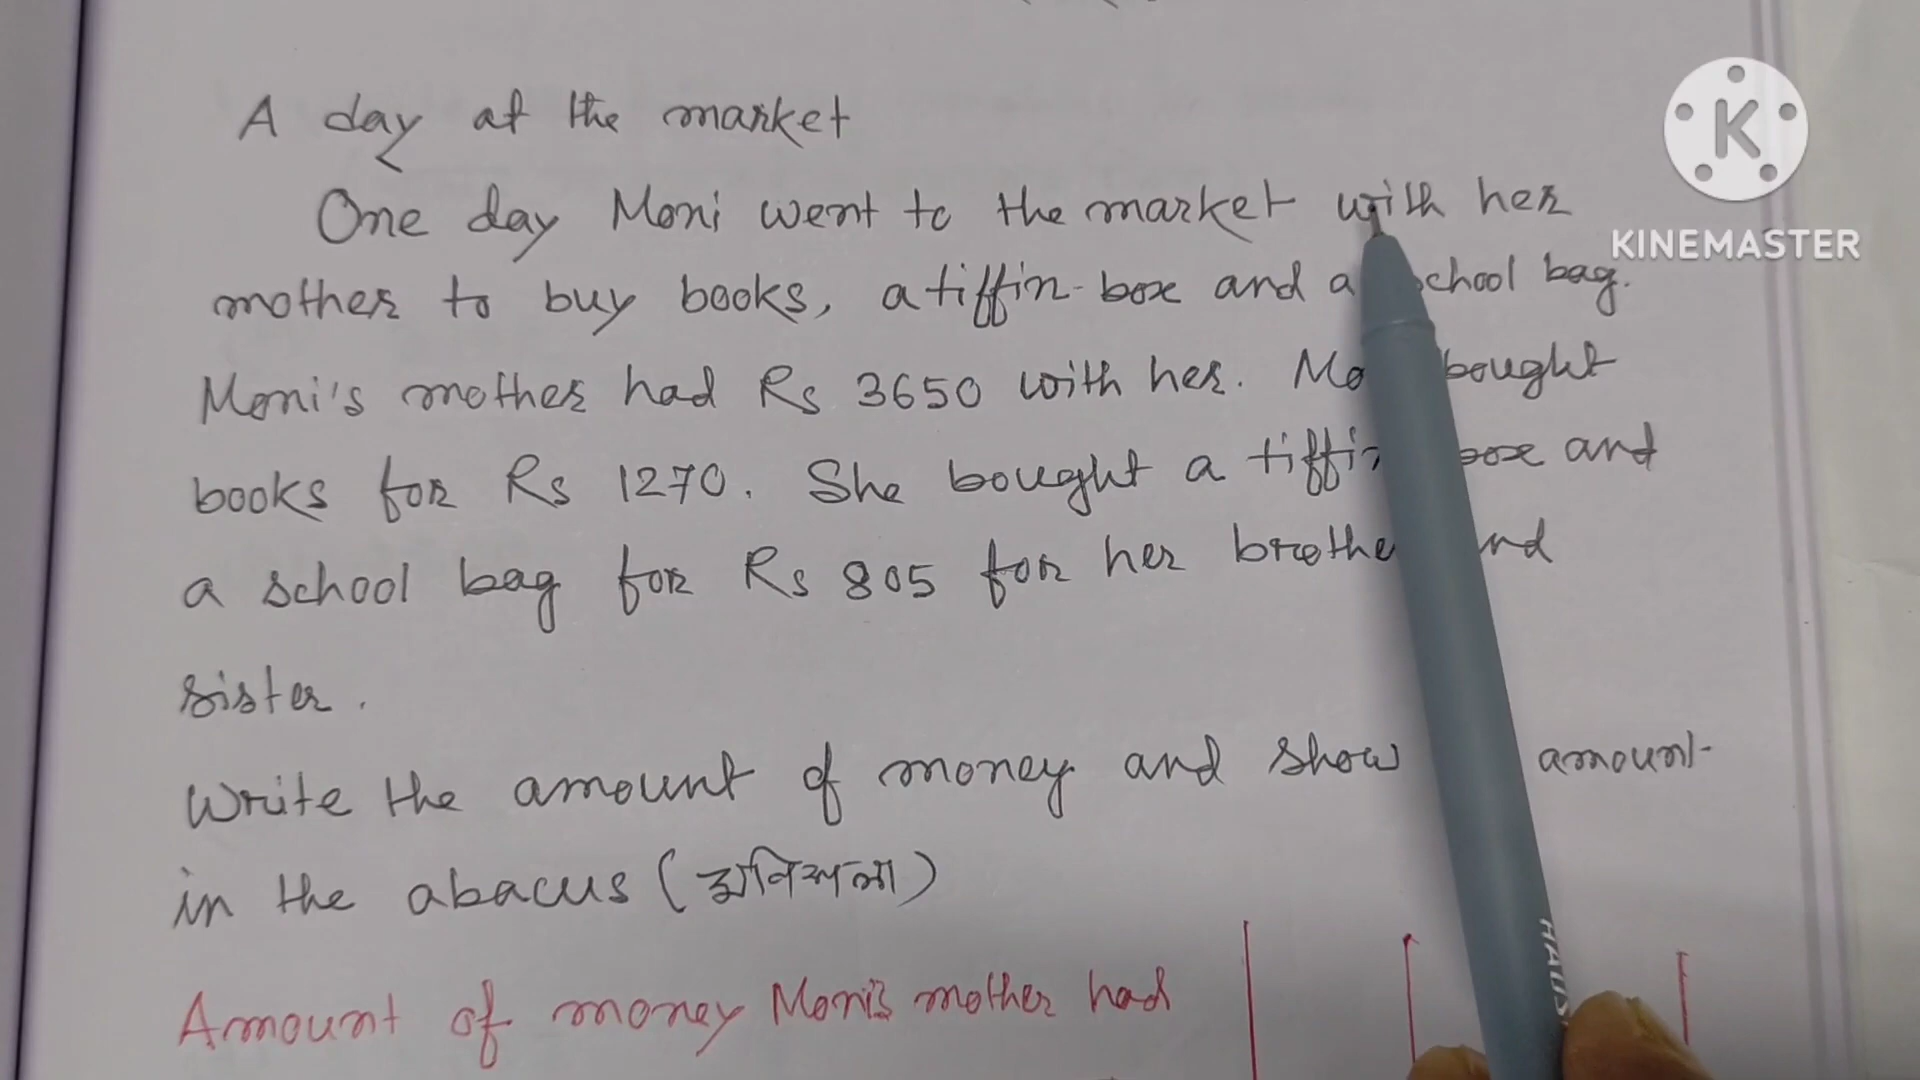 A day at the market
One day Moni went to the market with her
mother to buy books, a tiffin-box and a school bag.
Moni's mother had Rs 3650 with her. Mo bought
books for Rs 1270. She bought a tiffin box and
a school bag for Rs 805 for her brother and
sister.
Write the amount of money and show amount
in the abacus
Amount of money Moni's mother had
K
KINEMASTER